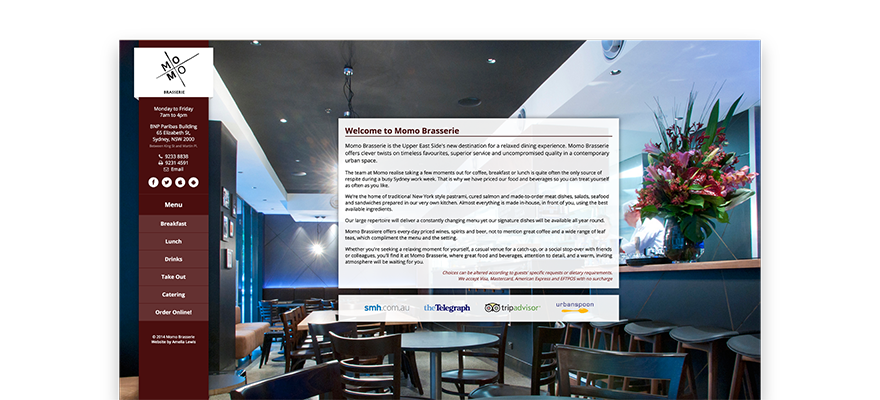 MO
MO
BRASSERIE
Monday to Friday
7am to 4pm
BNP Paribas Building
65 Elizabeth St,
Sydney, NSW 2000
Between King St and Martin PL
9233 8838
9231 4591
Email
Menu
Breakfast
Lunch
Drinks
Take Out
Catering
Order Online!
© 2014 Momo Brasserie
Website by Amelia Lewis
Welcome to Momo Brasserie
Momo Brasserie is the Upper East Side's new destination for a relaxed dining experience. Momo Brasserie
offers clever twists on timeless favourites, superior service and uncompromised quality in a contemporary
urban space.
The team at Momo realise taking a few moments out for coffee, breakfast or lunch is quite often the only source of
respite during a busy Sydney work week. That is why we have priced our food and beverages so you can treat yourself
as often as you like.
We're the home of traditional New York style pastrami, cured salmon and made-to-order meat dishes, salads, seafood
and sandwiches prepared in our very own kitchen. Almost everything is made in-house, in front of you, using the best
available ingredients.
Our large repertoire will deliver a constantly changing menu yet our signature dishes will be available all year round.
Momo Brassiere offers every-day priced wines, spirits and beer, not to mention great coffee and a wide range of leaf
teas, which compliment the menu and the setting.
Whether you're seeking a relaxing moment for yourself, a casual venue for a catch-up, or a social stop-over with friends
or colleagues, you'll find it at Momo Brasserie, where great food and beverages, attention to detail, and a warm, inviting
atmosphere will be waiting for you.
Choices can be altered according to guests' specific requests or dietary requirements.
We accept Visa, Mastercard, American Express and EFTPOS with no surcharge
smh.com.au
the Telegraph
tripadvisor
urbanspoon